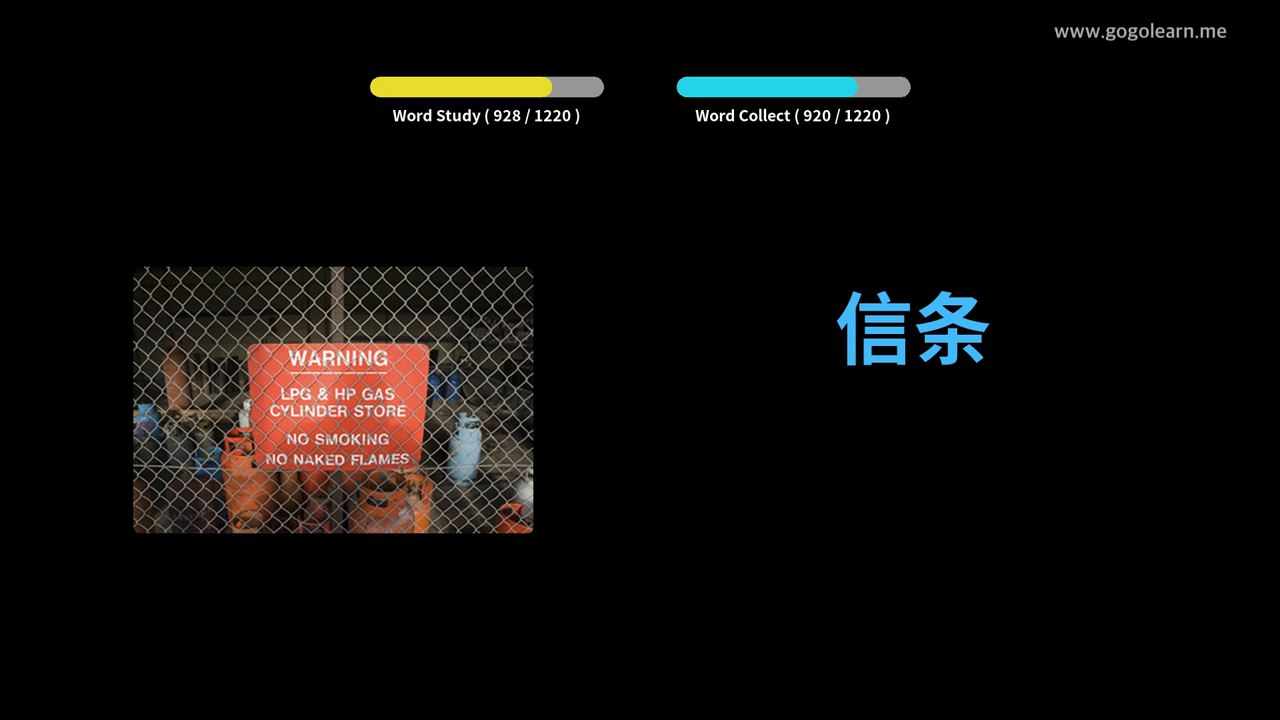 www.gogolearn.me
Word Study ( 928 / 1220 )
Word Collect ( 920 / 1220 )
WARNING
LPG & HP GAS
CYLINDER STORE
NO SMOKING
NO NAKED FLAMES
信条